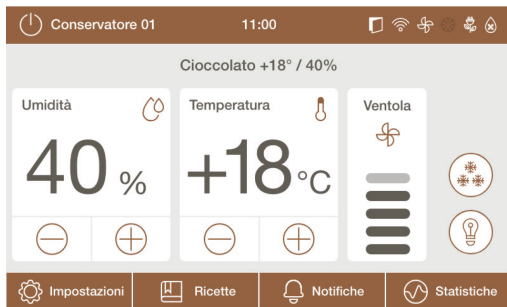 Conservatore 01 11:00
Cioccolato +18° / 40%
Umidità Temperatura Ventola
40 % +18 °C
Impostazioni Ricette Notifiche Statistiche